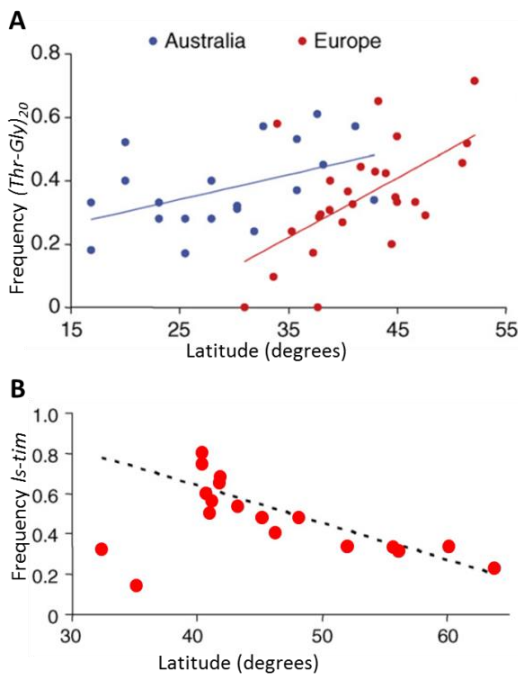 A
Australia Europe
Frequency (Thr-Gly)20
0.8
0.6
0.4
0.2
0
15 25 35 45 55
Latitude (degrees)
B
Frequency ls-tim
1.0
0.8
0.6
0.4
0.2
0
30 40 50 60
Latitude (degrees)